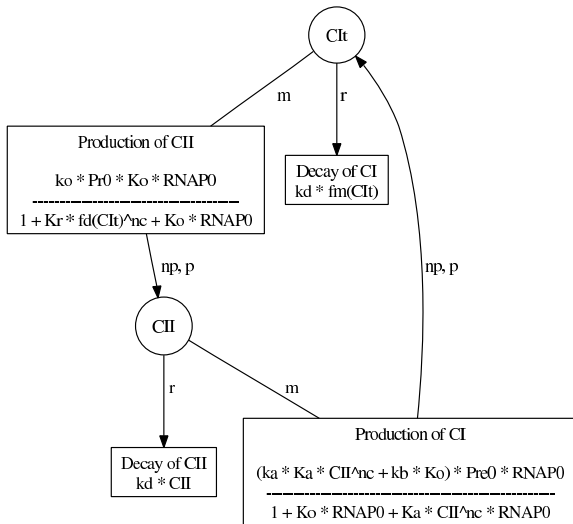 CIt
m
r
Production of CII
ko * Pr0 * Ko * RNAP0
----------------------------------------
1 + Kr * fd(CIt)^nc + Ko * RNAP0
Decay of CI
kd * fm(CIt)
np, p
np, p
CII
r
m
Decay of CII
kd * CII
Production of CI
(ka * Ka * CII^nc + kb * Ko) * Pre0 * RNAP0
-------------------------------------------------------
1 + Ko * RNAP0 + Ka * CII^nc * RNAP0